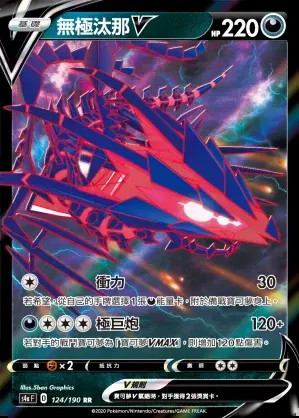 基礎 無極汰那V HP 220
衝力 30
若希望,從自己的手牌選擇1張能量卡,附於備戰寶可夢身上。
極巨炮 120+
若對手的戰鬥寶可夢為「寶可夢VMAX」,則增加120點傷害。
弱點 ×2 抵抗力 撤退
Illus.5ban Graphics
V規則
s4a F 124/190 RR
寶可夢V氣絕時,對手獲得2張獎賞卡。
©2020 Pokémon/Nintendo/Creatures/GAME FREAK.